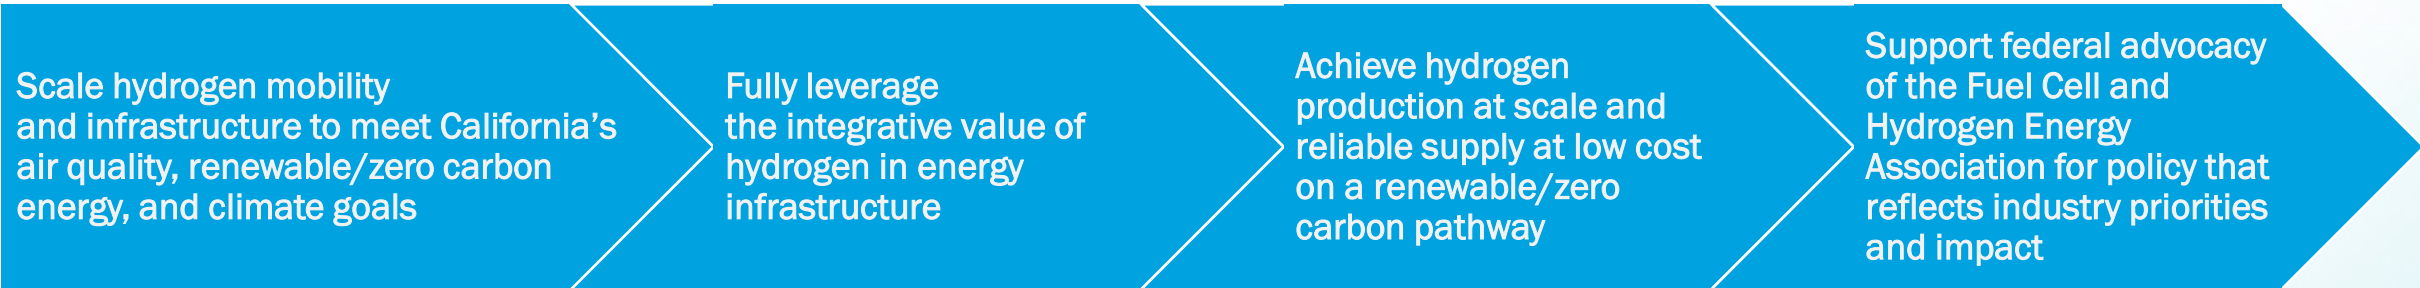 Scale hydrogen mobility
and infrastructure to meet California’s
air quality, renewable/zero carbon
energy, and climate goals
Fully leverage
the integrative value of
hydrogen in energy
infrastructure
Achieve hydrogen
production at scale and
reliable supply at low cost
on a renewable/zero
carbon pathway
Support federal advocacy
of the Fuel Cell and
Hydrogen Energy
Association for policy that
reflects industry priorities
and impact